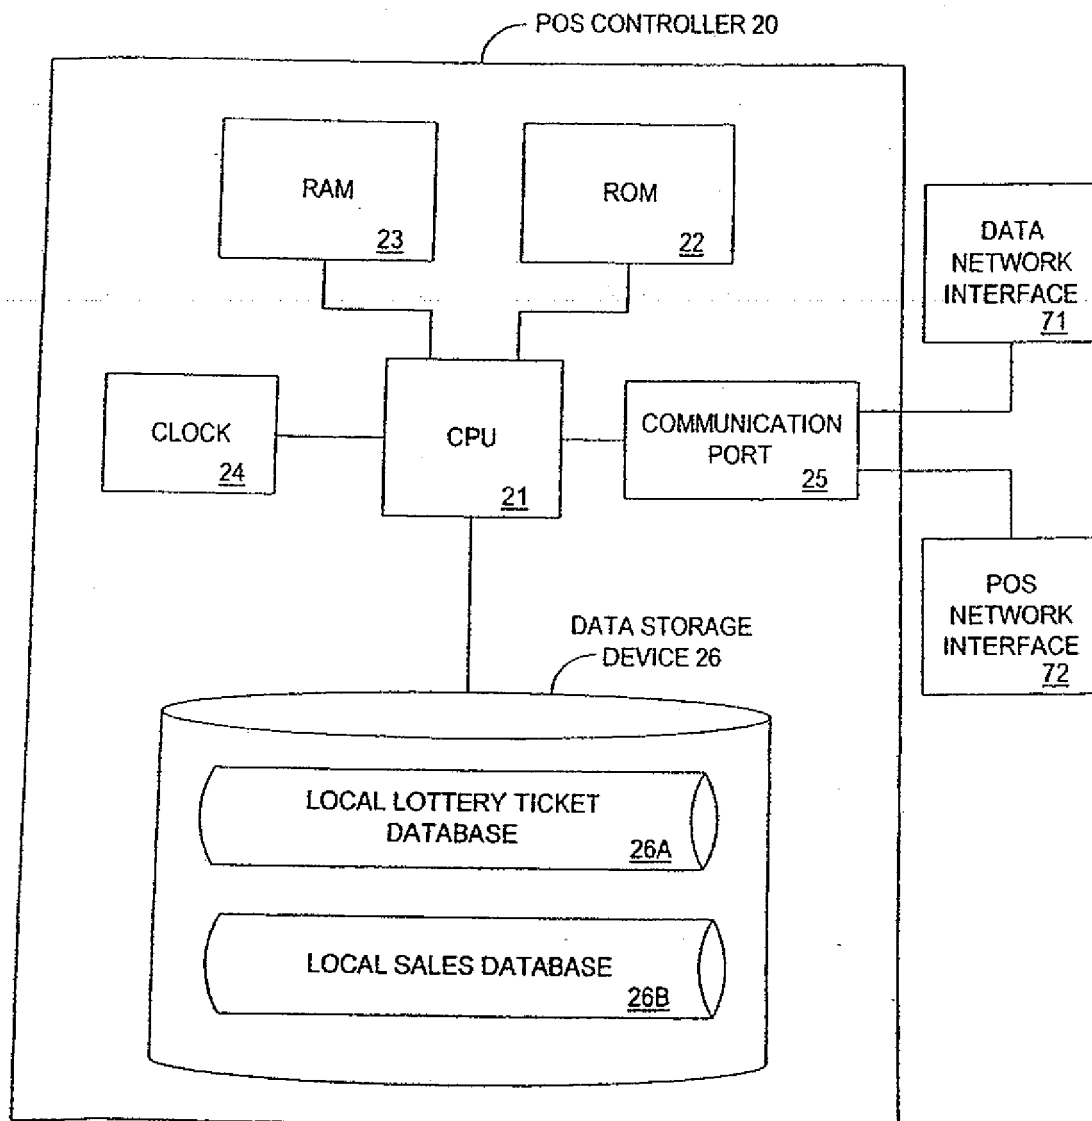 POS CONTROLLER 20
RAM
23
ROM
22
DATA
NETWORK
INTERFACE
71
CLOCK
24
CPU
21
COMMUNICATION
PORT
25
POS
NETWORK
INTERFACE
72
DATA STORAGE
DEVICE 26
LOCAL LOTTERY TICKET
DATABASE
26A
LOCAL SALES DATABASE
26B